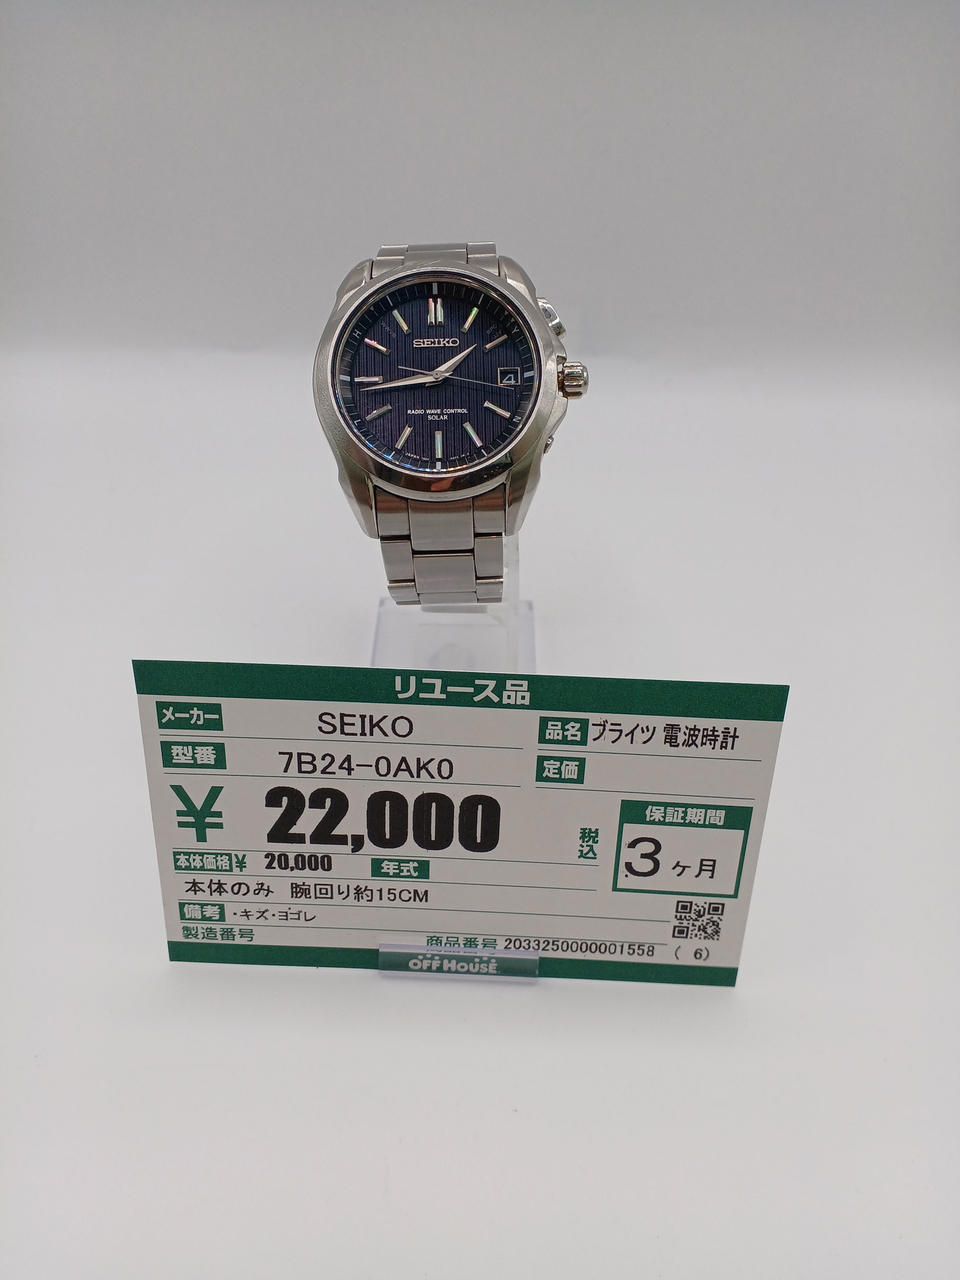 SEIKO
4
RADIO WAVE CONTROL
SOLAR
リユース品
メーカー SEIKO
品名 ブライツ 電波時計
型番 7B24-0AK0
定価
¥ 22,000 税込
保証期間
3ヶ月
本体価格¥ 20,000 年式
本体のみ 腕回り約15CM
備考 ・キズ・ヨゴレ
製造番号
商品番号 2033250000001558 ( 6)
OFF HOUSE